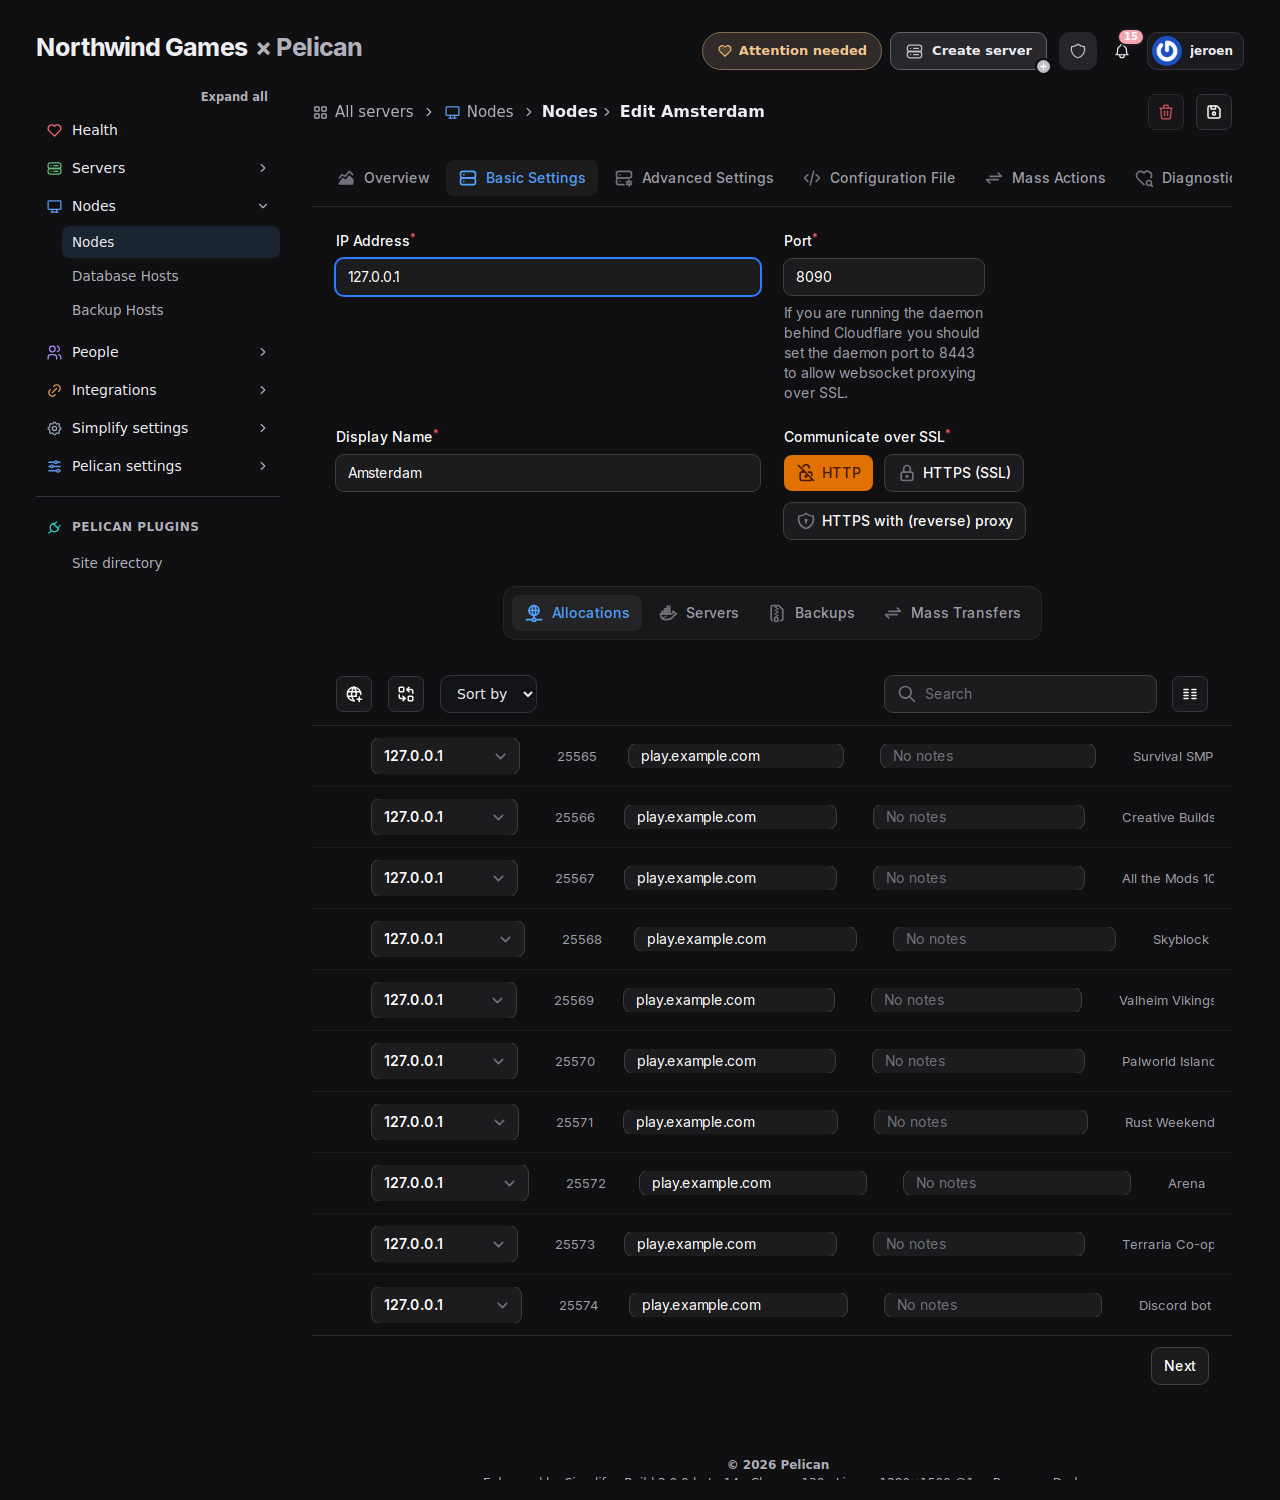 Northwind Games × Pelican
Attention needed
Create server
15
jeroen
Expand all
Health
Servers
Nodes
Nodes
Database Hosts
Backup Hosts
People
Integrations
Simplify settings
Pelican settings
PELICAN PLUGINS
Site directory
All servers > Nodes > Nodes > Edit Amsterdam
Overview
Basic Settings
Advanced Settings
Configuration File
Mass Actions
Diagnostic
IP Address*
127.0.0.1
Port*
8090
If you are running the daemon
behind Cloudflare you should
set the daemon port to 8443
to allow websocket proxying
over SSL.
Display Name*
Amsterdam
Communicate over SSL*
HTTP
HTTPS (SSL)
HTTPS with (reverse) proxy
Allocations
Servers
Backups
Mass Transfers
Sort by
Search
127.0.0.1 25565 play.example.com No notes Survival SMP
127.0.0.1 25566 play.example.com No notes Creative Builds
127.0.0.1 25567 play.example.com No notes All the Mods 10
127.0.0.1 25568 play.example.com No notes Skyblock
127.0.0.1 25569 play.example.com No notes Valheim Vikings
127.0.0.1 25570 play.example.com No notes Palworld Island
127.0.0.1 25571 play.example.com No notes Rust Weekend
127.0.0.1 25572 play.example.com No notes Arena
127.0.0.1 25573 play.example.com No notes Terraria Co-op
127.0.0.1 25574 play.example.com No notes Discord bot
Next
© 2026 Pelican